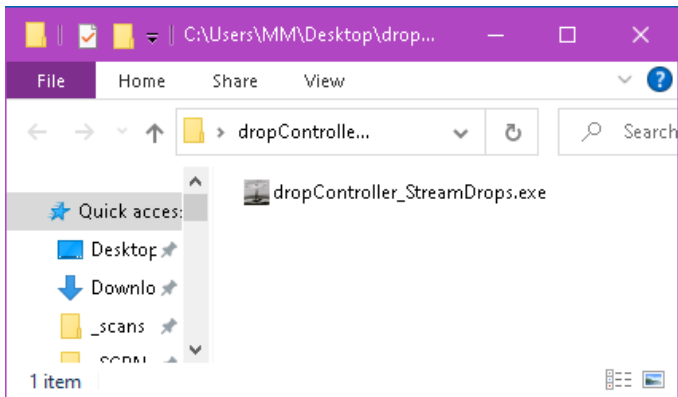 C:\Users\MM\Desktop\drop...
File Home Share View
dropControlle... Search
dropController_StreamDrops.exe
Quick acces
Desktop
Downlo
_scans
1 item